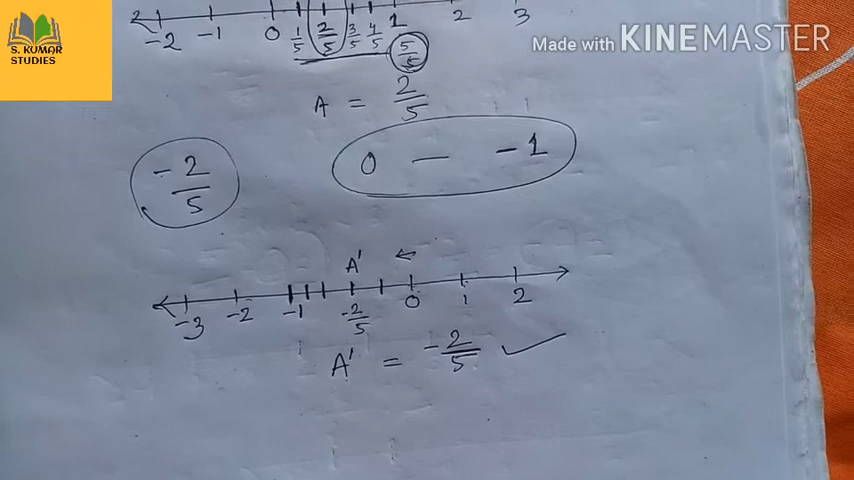 S. KUMAR
STUDIES
Made with KINEMASTER
-2 -1 0 1/5 2/5 3/5 4/5 1 2 3
5/5
A = 2/5
-2/5
0 — -1
A' ←
-3 -2 -1 -2/5 0 1 2
A' = -2/5 ✓